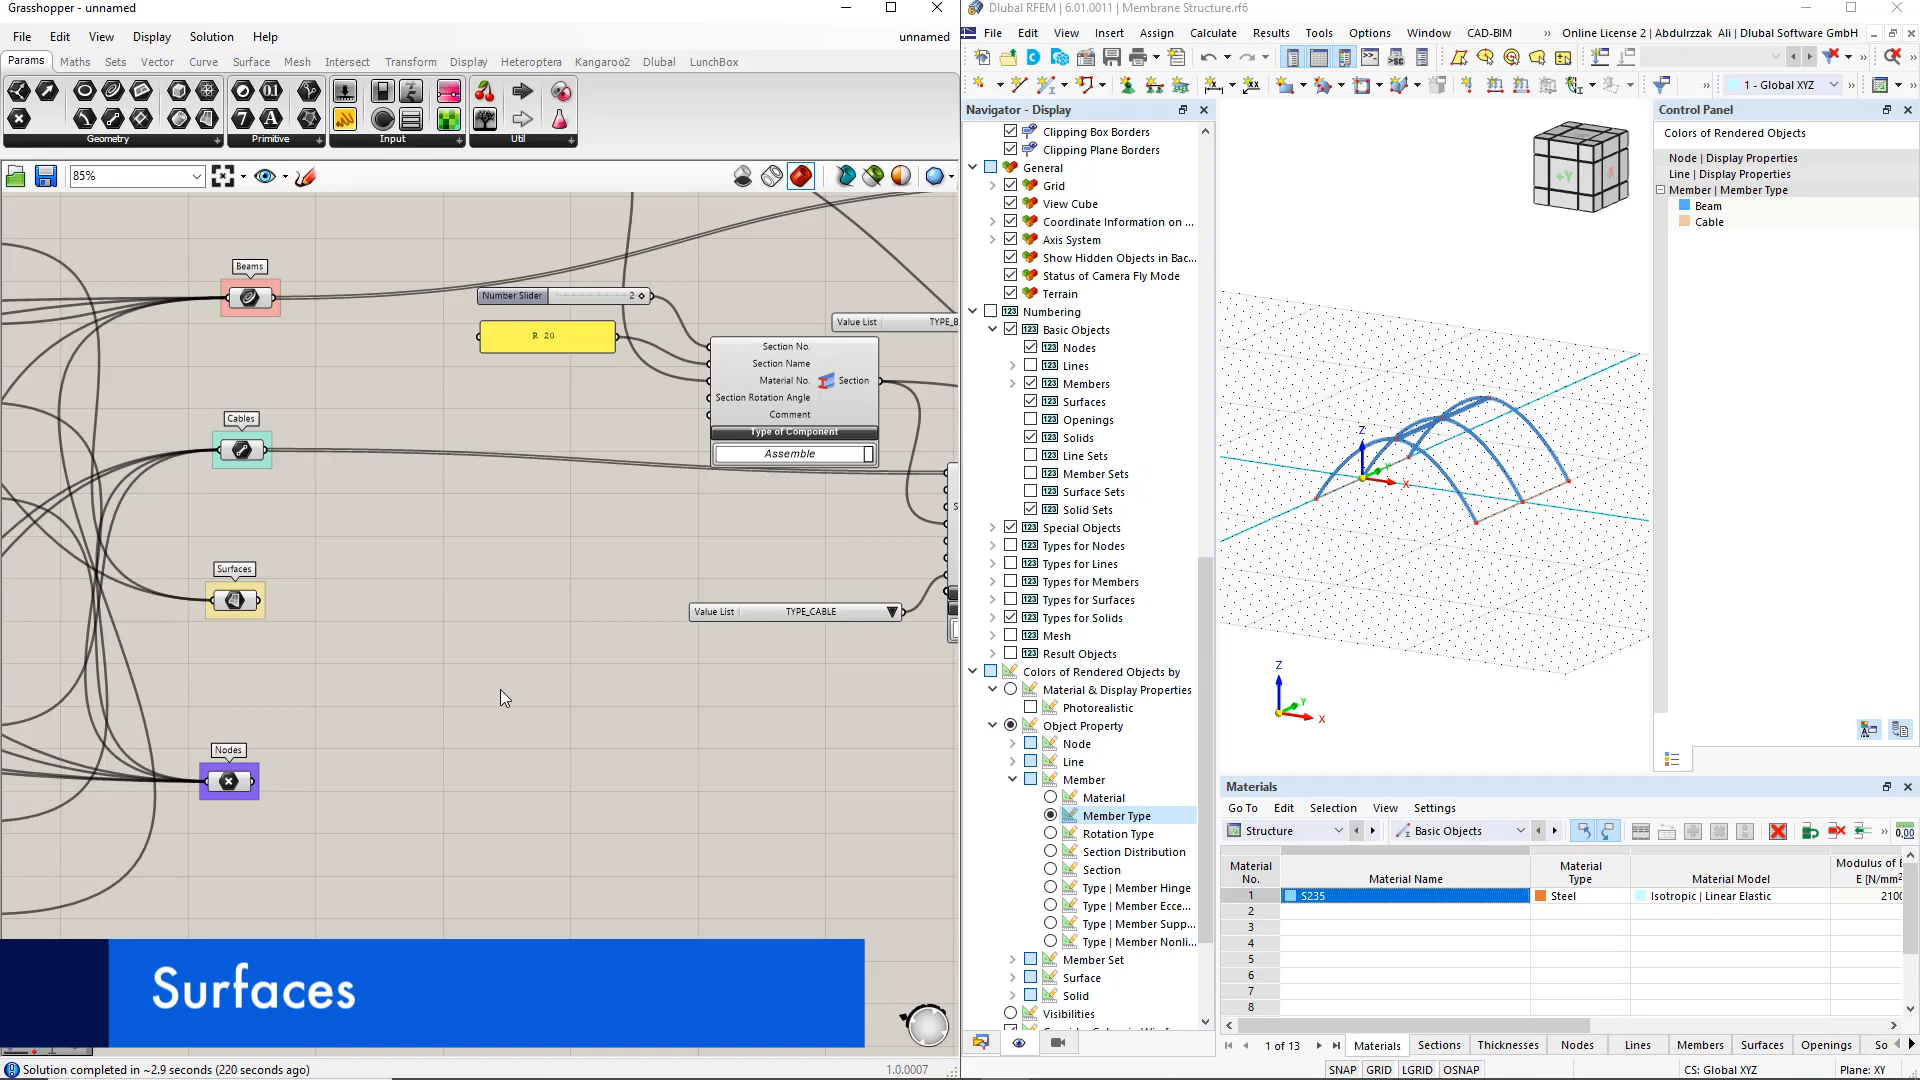 Grasshopper - unnamed
File Edit View Display Solution Help
unnamed
Params Maths Sets Vector Curve Surface Mesh Intersect Transform Display Heteroptera Kangaroo2 Dlubal LunchBox
Geometry
Primitive
Input
Util
85%
Beams
Number Slider 2
R 20
Value List TYPE_B
Section No.
Section Name
Material No. Section
Section Rotation Angle
Comment
Type of Component
Assemble
Cables
Surfaces
Value List TYPE_CABLE
Nodes
Surfaces
Solution completed in ~2.9 seconds (220 seconds ago)
1.0.0007
Dlubal RFEM | 6.01.0011 | Membrane Structure.rf6
File Edit View Insert Assign Calculate Results Tools Options Window CAD-BIM » Online License 2 | Abdulrzzak Ali | Dlubal Software GmbH
1 - Global XYZ
Navigator - Display
Clipping Box Borders
Clipping Plane Borders
General
Grid
View Cube
Coordinate Information on ...
Axis System
Show Hidden Objects in Bac...
Status of Camera Fly Mode
Terrain
Numbering
Basic Objects
Nodes
Lines
Members
Surfaces
Openings
Solids
Line Sets
Member Sets
Surface Sets
Solid Sets
Special Objects
Types for Nodes
Types for Lines
Types for Members
Types for Surfaces
Types for Solids
Mesh
Result Objects
Colors of Rendered Objects by
Material & Display Properties
Photorealistic
Object Property
Node
Line
Member
Material
Member Type
Rotation Type
Section Distribution
Section
Type | Member Hinge
Type | Member Ecce...
Type | Member Supp...
Type | Member Nonli...
Member Set
Surface
Solid
Visibilities
+Y
Z
Y
X
Z
Y
X
Control Panel
Colors of Rendered Objects
Node | Display Properties
Line | Display Properties
Member | Member Type
Beam
Cable
Materials
Go To Edit Selection View Settings
Structure
Basic Objects
Material No.
Material Name
Material Type
Material Model
Modulus of E
E [N/mm²
1 S235 Steel Isotropic | Linear Elastic 2100
2
3
4
5
6
7
8
1 of 13
Materials Sections Thicknesses Nodes Lines Members Surfaces Openings So
SNAP GRID LGRID OSNAP
CS: Global XYZ
Plane: XY